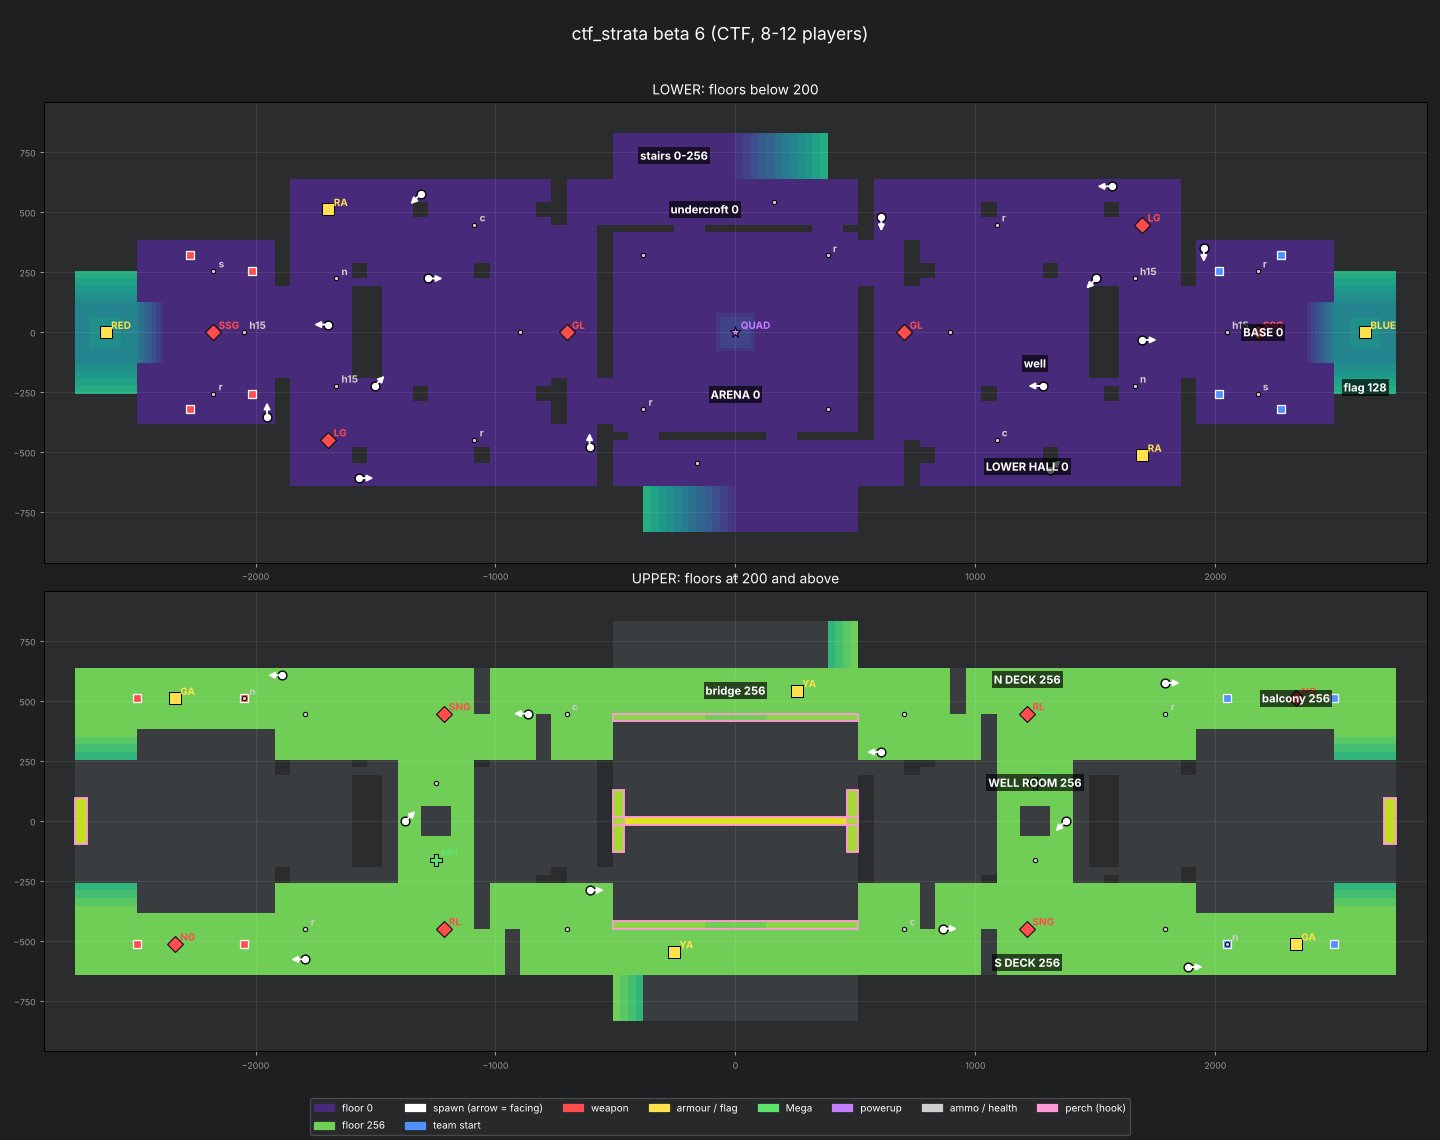 ctf_strata beta 6 (CTF, 8-12 players)
LOWER: floors below 200
750
500
250
0
−250
−500
−750
stairs 0-256
undercroft 0
RA
c
s
n
r
LG
h15
RED
SSG
h15
GL
QUAD
GL
h15
BASE 0
BLUE
h15
well
n
s
flag 128
r
ARENA 0
r
LG
r
c
LOWER HALL 0
RA
−2000
−1000
0
1000
2000
UPPER: floors at 200 and above
750
500
250
0
−250
−500
−750
N DECK 256
GA
n
bridge 256
YA
balcony 256
SNG
c
RL
r
WELL ROOM 256
MH
r
RL
c
SNG
NG
YA
n
GA
S DECK 256
−2000
−1000
0
1000
2000
floor 0
spawn (arrow = facing)
weapon
armour / flag
Mega
powerup
ammo / health
perch (hook)
floor 256
team start